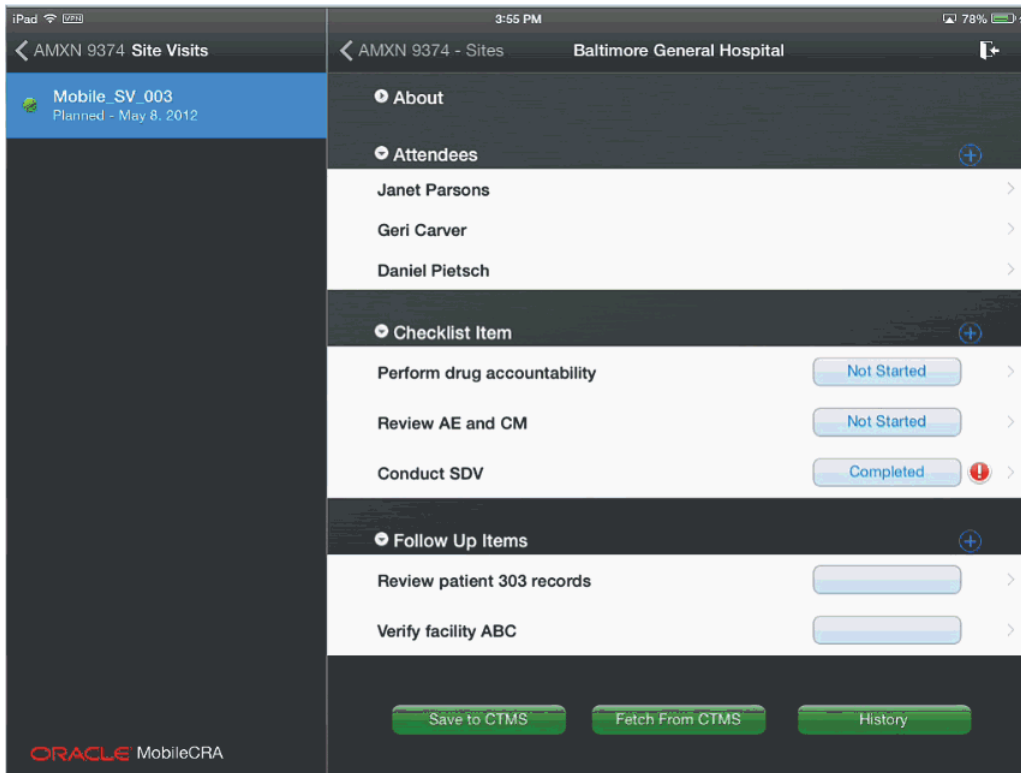 iPad VPN 3:55 PM 78%
AMXN 9374 Site Visits
AMXN 9374 - Sites Baltimore General Hospital
Mobile_SV_003
Planned - May 8, 2012
About
Attendees
Janet Parsons
Geri Carver
Daniel Pietsch
Checklist Item
Perform drug accountability Not Started
Review AE and CM Not Started
Conduct SDV Completed
Follow Up Items
Review patient 303 records
Verify facility ABC
Save to CTMS Fetch From CTMS History
ORACLE MobileCRA